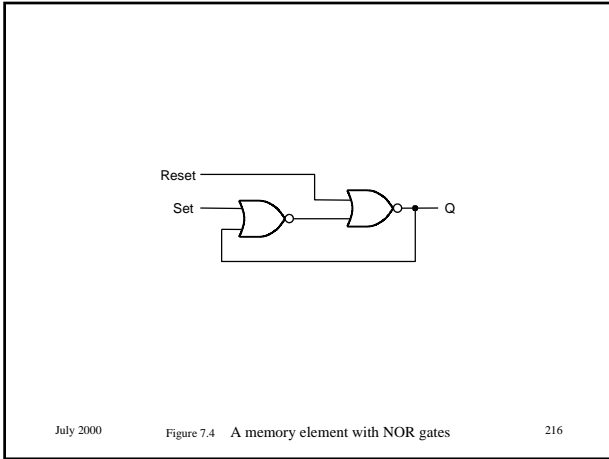 Reset
Set
Q
July 2000 Figure 7.4 A memory element with NOR gates 216